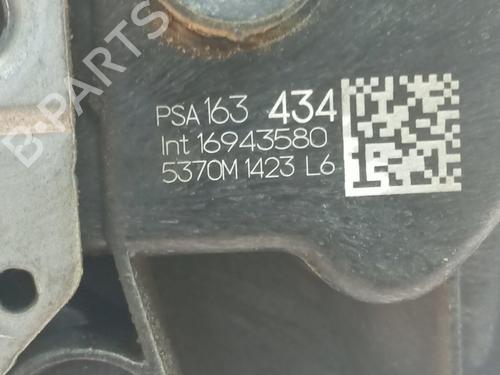 B-PARTS
PSA 163 434
Int 16943580
5370M 1423 L6